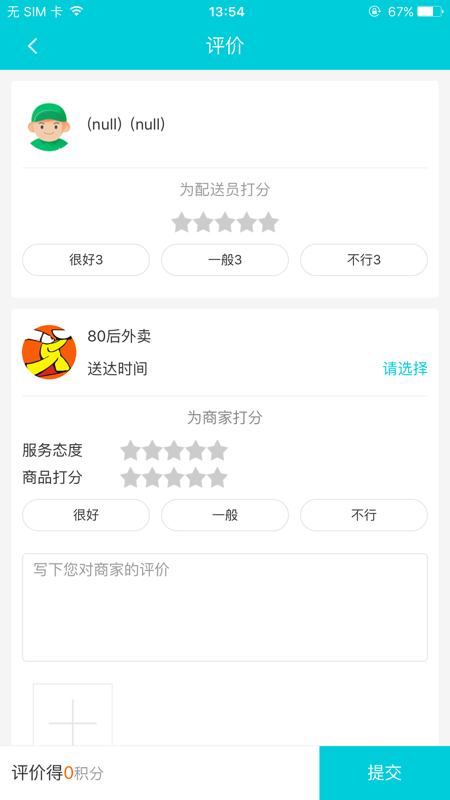 无 SIM 卡 13:54 67%
评价
(null) (null)
为配送员打分
很好3 一般3 不行3
80后外卖
送达时间 请选择
为商家打分
服务态度
商品打分
很好 一般 不行
写下您对商家的评价
评价得0积分 提交